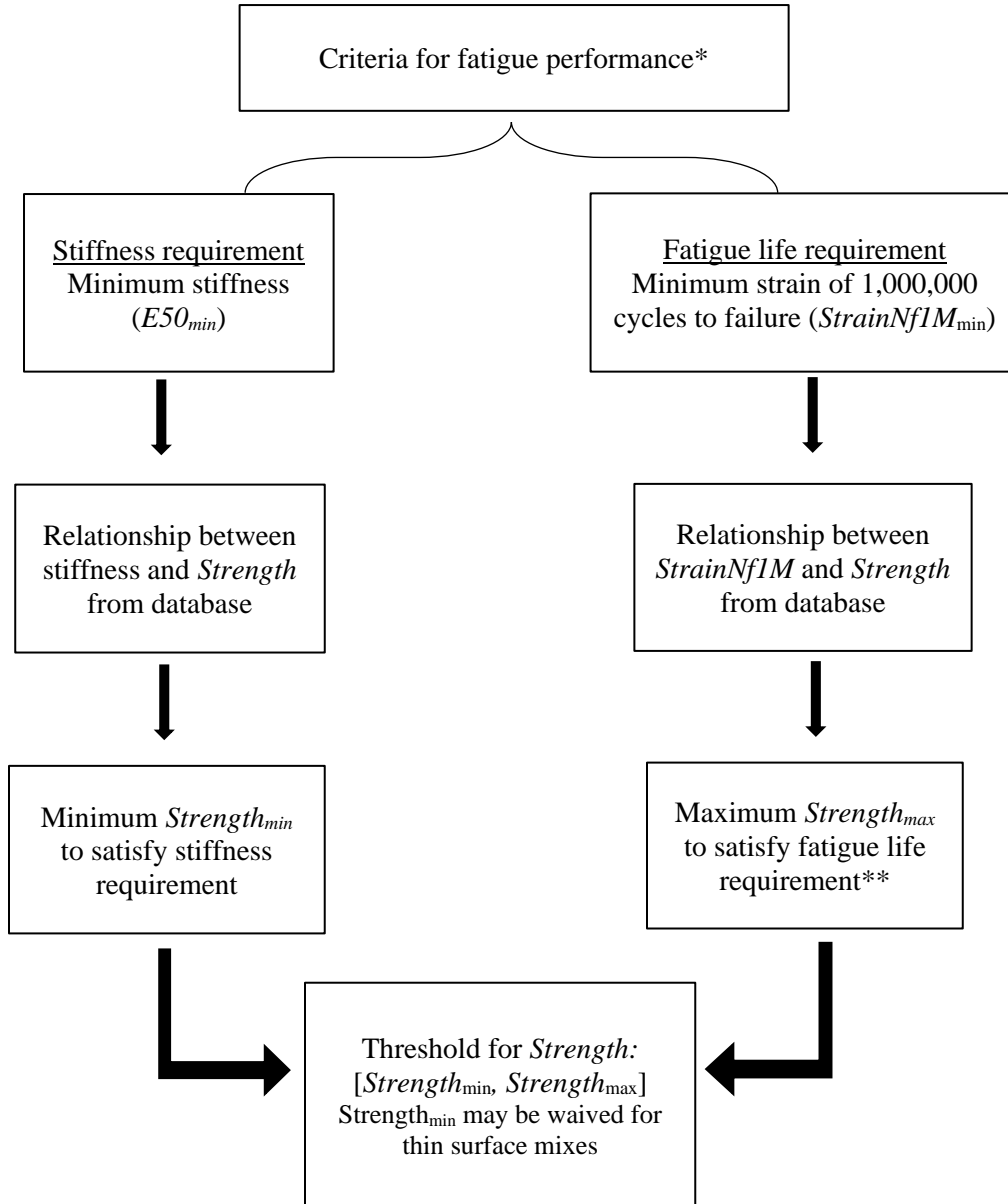 Criteria for fatigue performance*
Stiffness requirement
Minimum stiffness
(E50min)
Fatigue life requirement
Minimum strain of 1,000,000
cycles to failure (StrainNf1Mmin)
Relationship between
stiffness and Strength
from database
Relationship between
StrainNf1M and Strength
from database
Minimum Strengthmin
to satisfy stiffness
requirement
Maximum Strengthmax
to satisfy fatigue life
requirement**
Threshold for Strength:
[Strengthmin, Strengthmax]
Strengthmin may be waived for
thin surface mixes